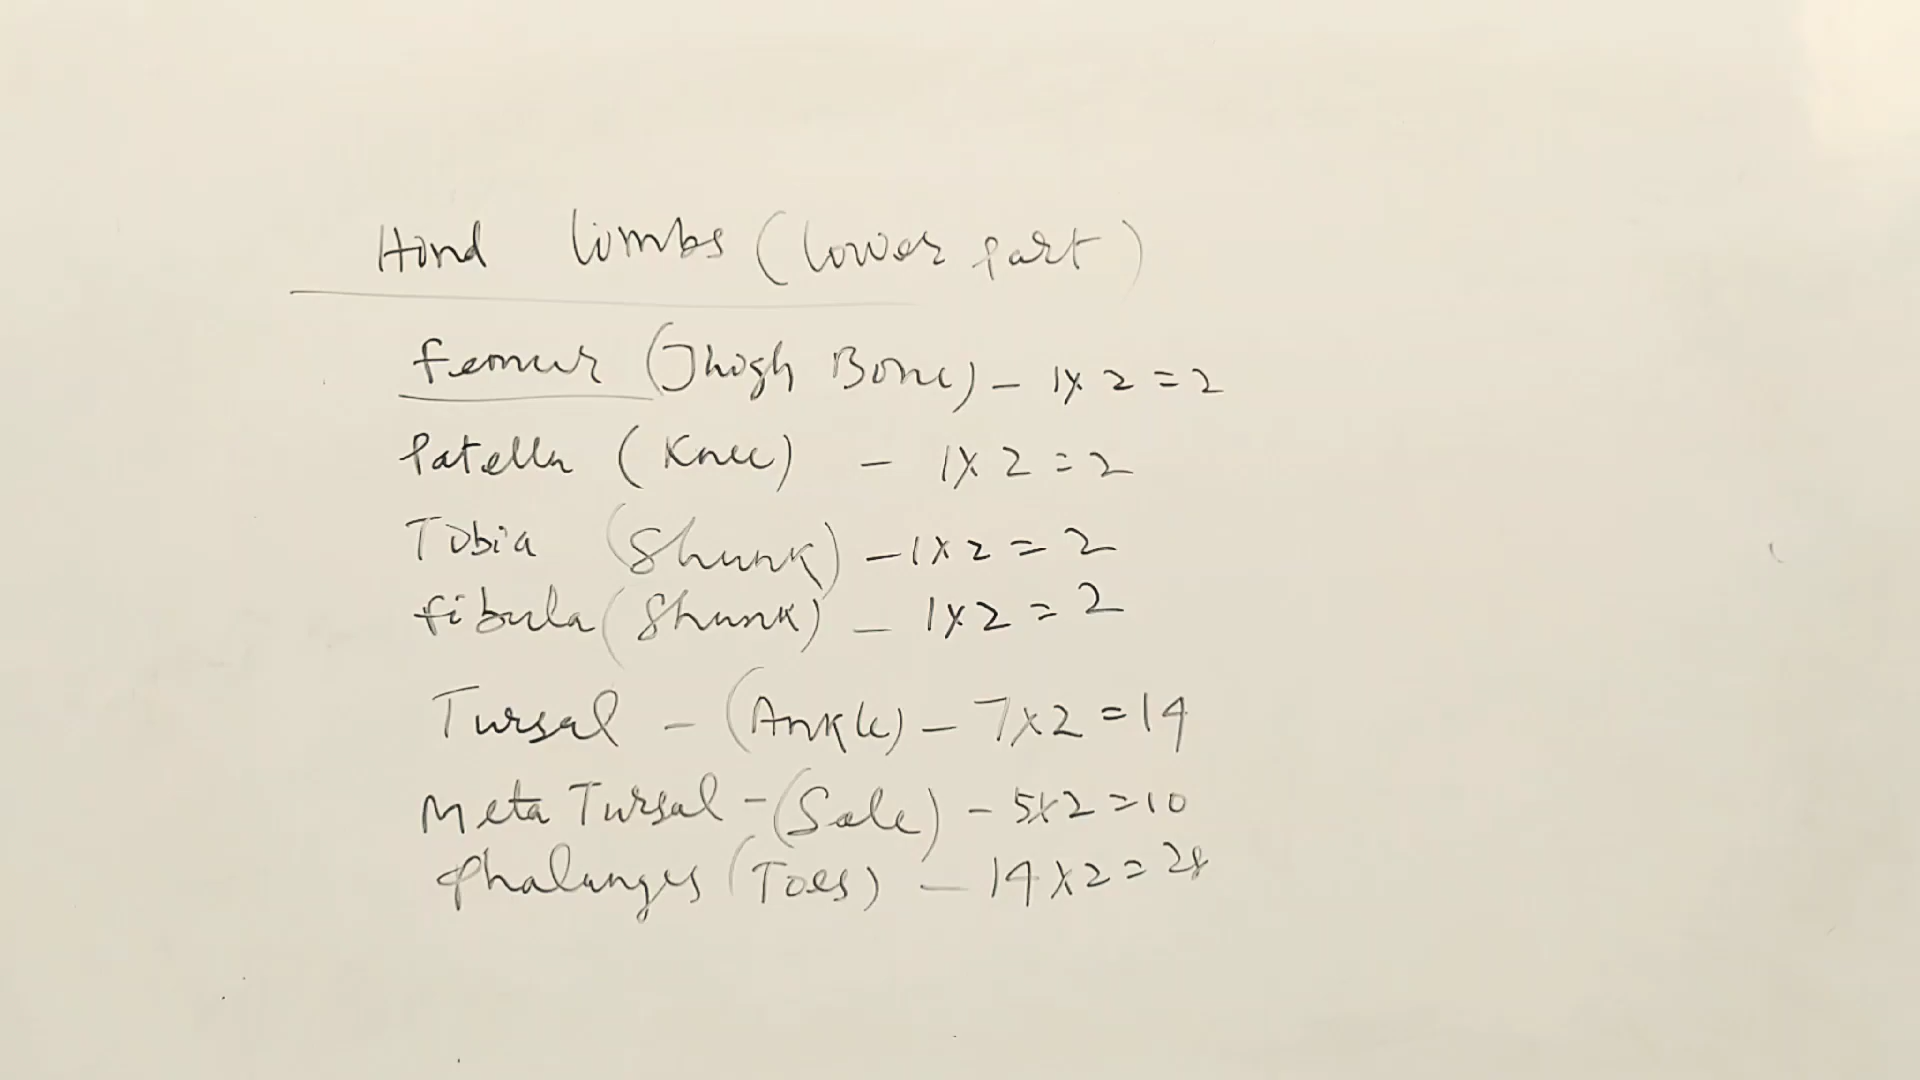 Hind limbs (lower part)
femur (Thigh Bone) - 1x2=2
Patella (Knee) - 1x2=2
Tibia (Shunk) - 1x2=2
fibula (Shunk) - 1x2=2
Tursal - (Ankle) - 7x2=14
Meta Tursal - (Sole) - 5x2=10
Phalanges (Toes) - 14x2=28